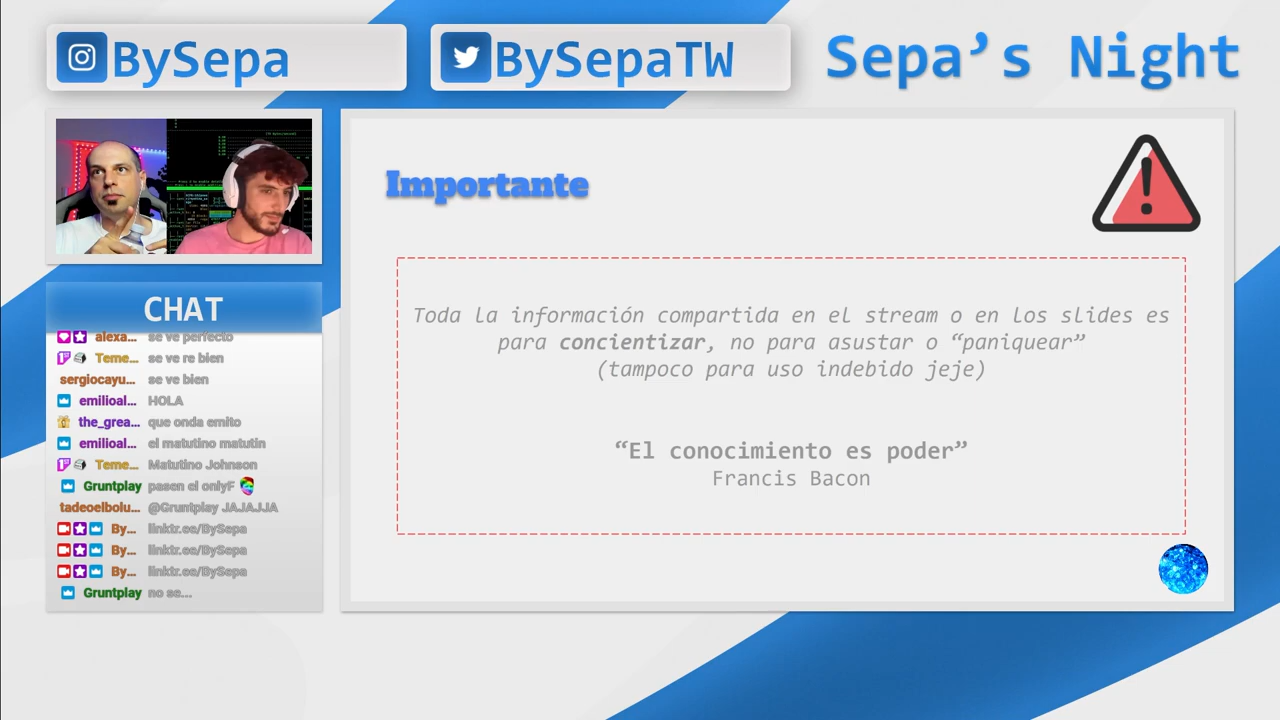 BySepa
BySepaTW
Sepa’s Night
Importante
Toda la información compartida en el stream o en los slides es
para concientizar, no para asustar o “paniquear”
(tampoco para uso indebido jeje)
“El conocimiento es poder”
Francis Bacon
CHAT
alexa... se ve perfecto
Teme... se ve re bien
sergiocayu... se ve bien
emilioal... HOLA
the_grea... que onda emito
emilioal... el matutino matutin
Teme... Matutino Johnson
Gruntplay pasen el onlyF
tadeoelbolu... @Gruntplay JAJAJJA
By... linktr.ee/BySepa
By... linktr.ee/BySepa
By... linktr.ee/BySepa
Gruntplay no se...